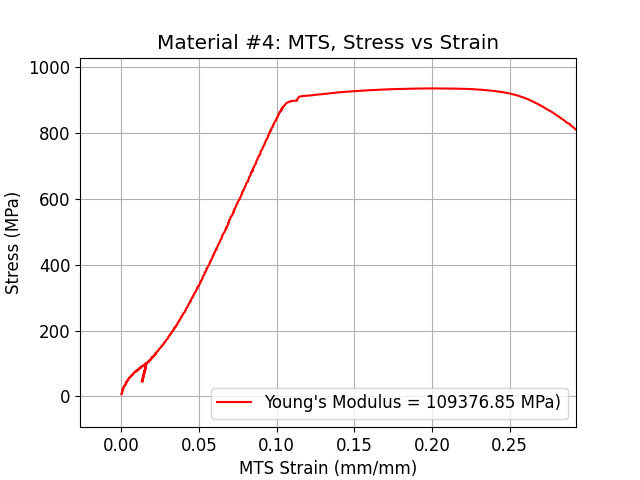 Material #4: MTS, Stress vs Strain
1000
800
600
400
200
0
Stress (MPa)
Young's Modulus = 109376.85 MPa)
0.00 0.05 0.10 0.15 0.20 0.25
MTS Strain (mm/mm)